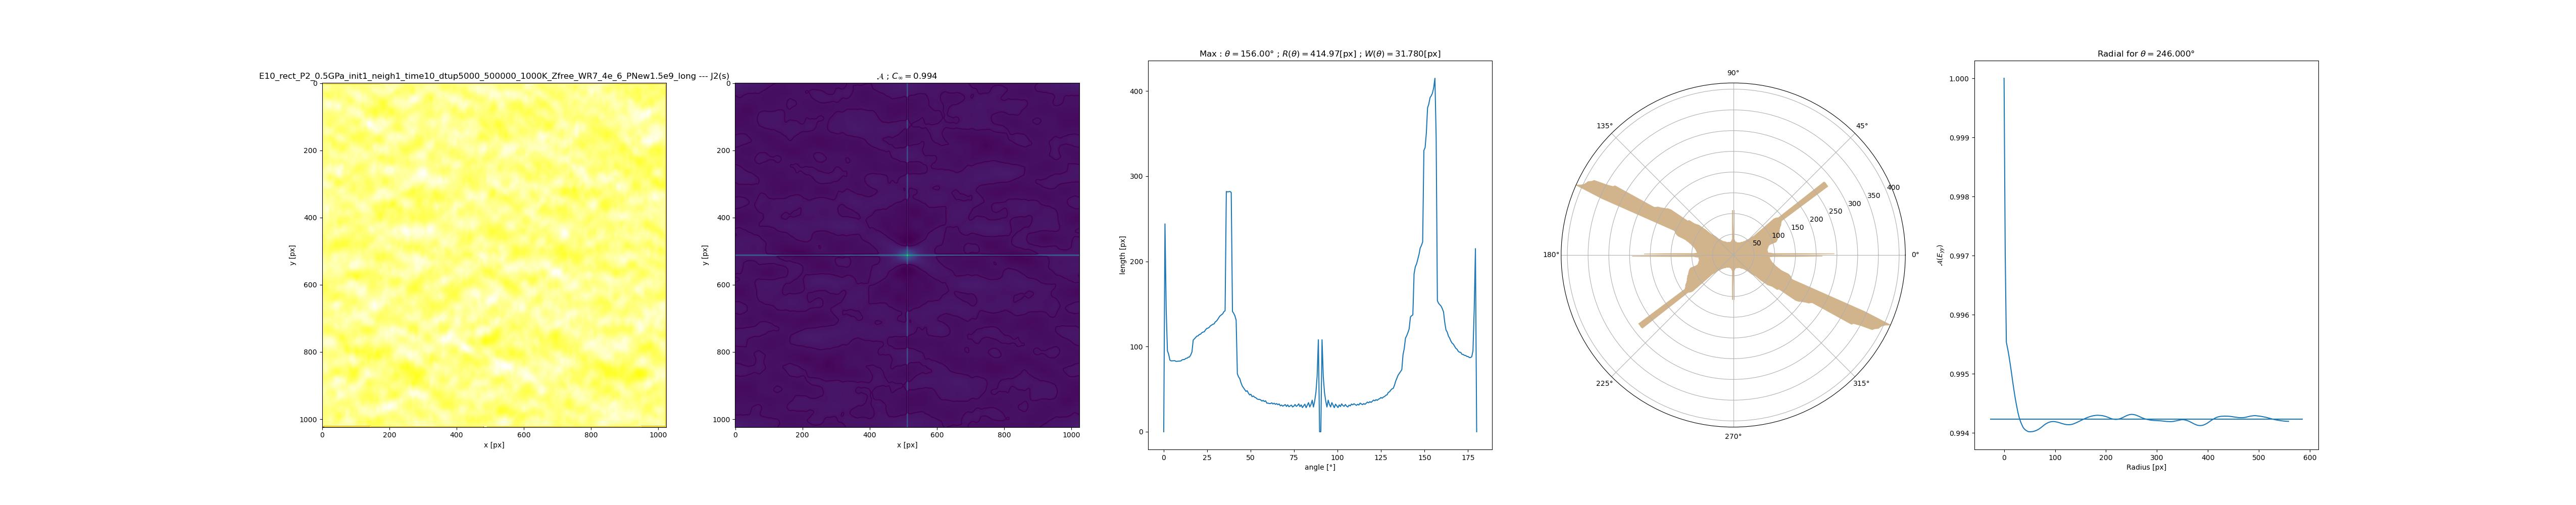 E10_rect_P2_0.5GPa_init1_neigh1_time10_dtup5000_500000_1000K_Zfree_WR7_4e_6_PNew1.5e9_long --- J2(s)
0
200
400
600
800
1000
y [px]
0 200 400 600 800 1000
x [px]
𝒜 ; C∞ = 0.994
0
200
400
600
800
1000
y [px]
0 200 400 600 800 1000
x [px]
Max : θ = 156.00° ; R(θ) = 414.97[px] ; W(θ) = 31.780[px]
400
300
200
100
0
length [px]
0 25 50 75 100 125 150 175
angle [°]
90°
135° 45°
180° 0°
225° 315°
270°
50 100 150 200 250 300 350 400
Radial for θ = 246.000°
1.000
0.999
0.998
0.997
0.996
0.995
0.994
𝒜(E_yy)
0 100 200 300 400 500 600
Radius [px]